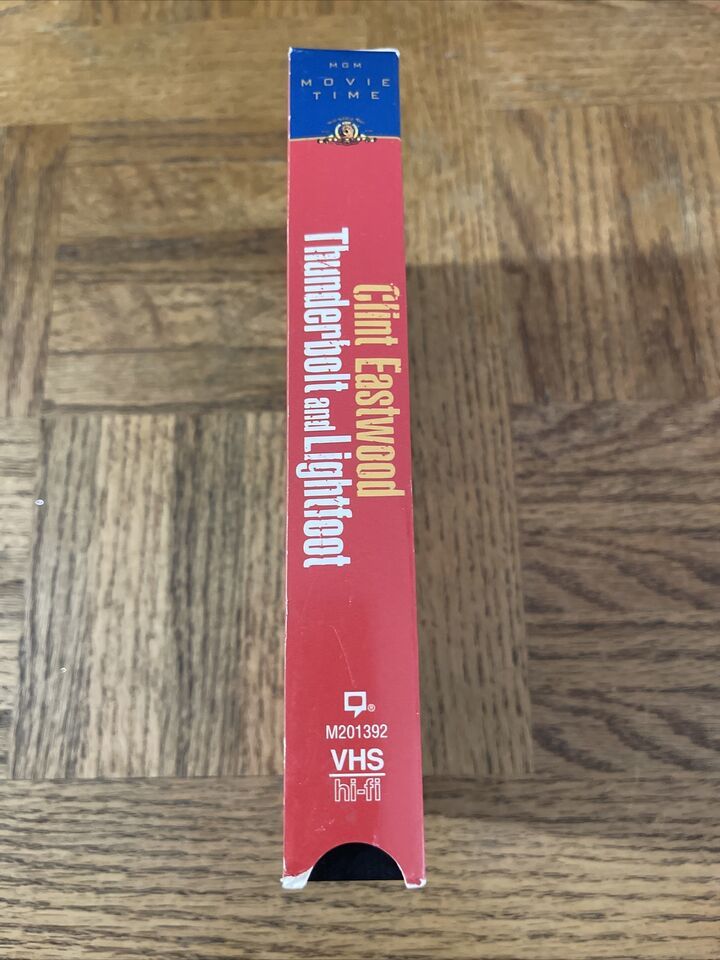 MGM
MOVIE
TIME
Clint Eastwood
Thunderbolt and Lightfoot
®
M201392
VHS
hi-fi